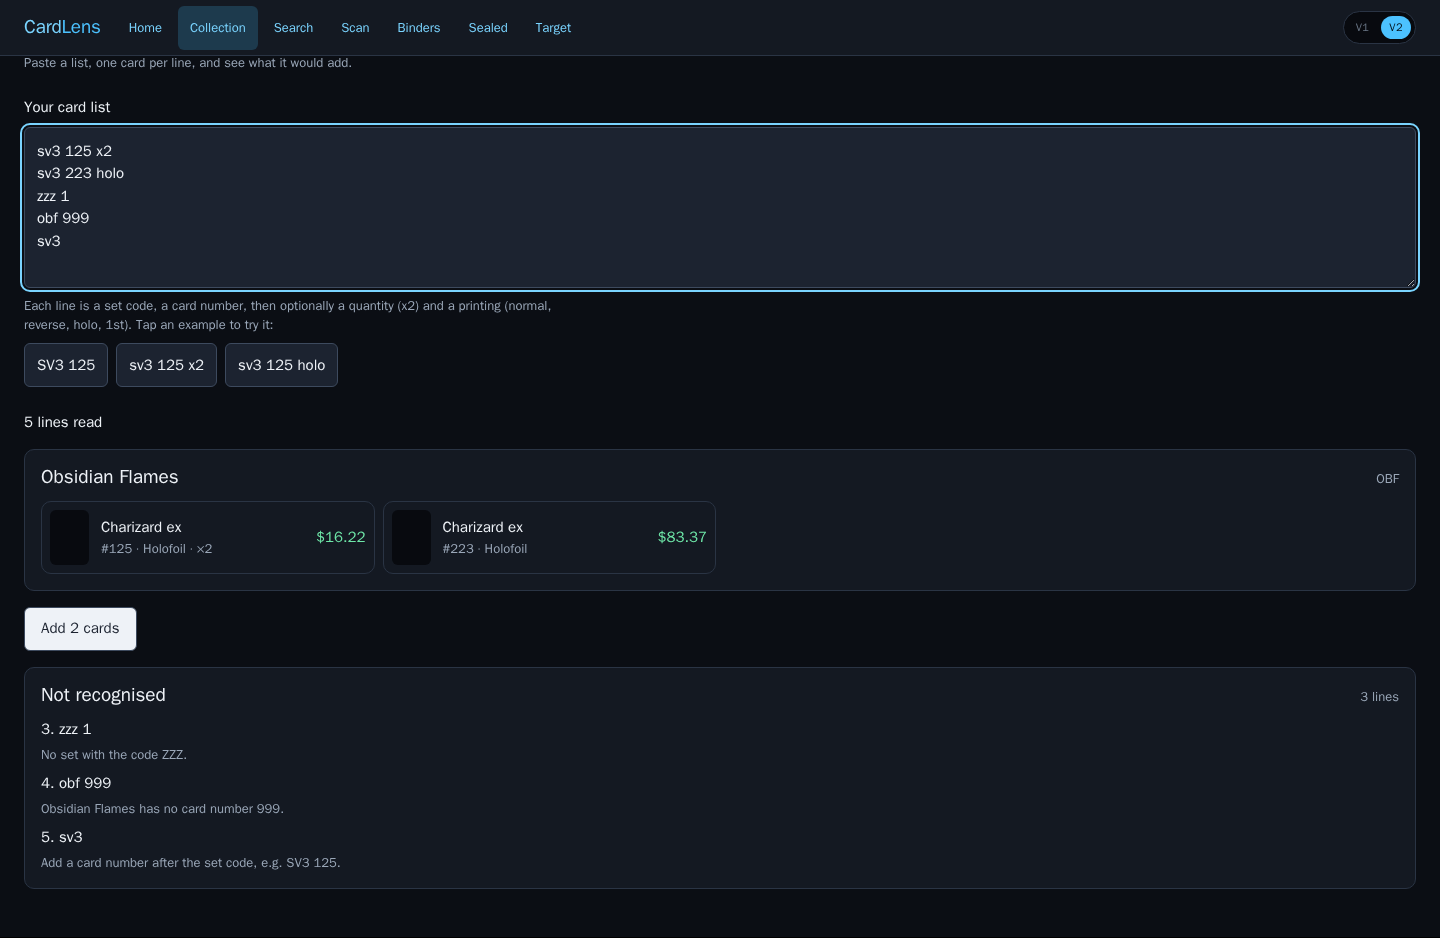 CardLens Home Collection Search Scan Binders Sealed Target V1 V2
Paste a list, one card per line, and see what it would add.
Your card list
sv3 125 x2
sv3 223 holo
zzz 1
obf 999
sv3
Each line is a set code, a card number, then optionally a quantity (x2) and a printing (normal,
reverse, holo, 1st). Tap an example to try it:
SV3 125 sv3 125 x2 sv3 125 holo
5 lines read
Obsidian Flames OBF
Charizard ex
#125 · Holofoil · ×2
$16.22
Charizard ex
#223 · Holofoil
$83.37
Add 2 cards
Not recognised 3 lines
3. zzz 1
No set with the code ZZZ.
4. obf 999
Obsidian Flames has no card number 999.
5. sv3
Add a card number after the set code, e.g. SV3 125.